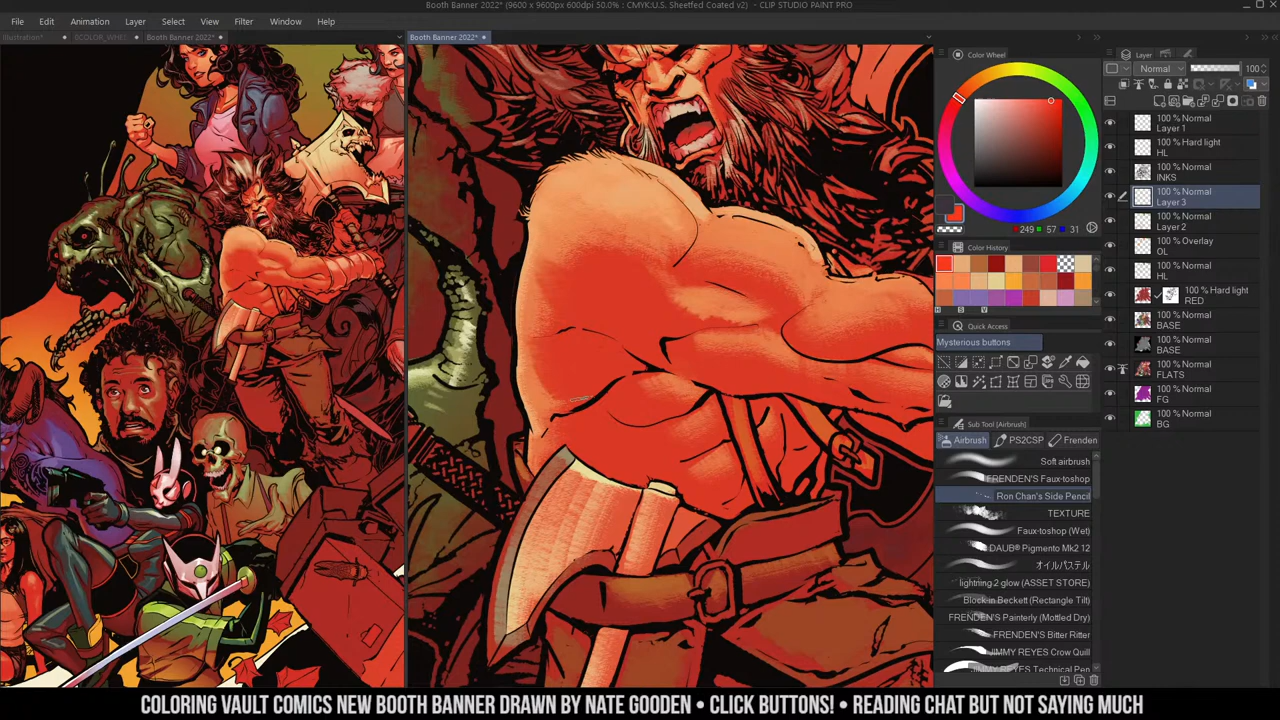 Booth Banner 2022* (9600 x 9600px 600dpi 50.0% : CMYK:U.S. Sheetfed Coated v2) - CLIP STUDIO PAINT PRO
File Edit Animation Layer Select View Filter Window Help
Illustration* Booth Banner 2022* Booth Banner 2022*
Color Wheel
249 57 31
Color History
H S V
Quick Access
Mysterious buttons
Sub Tool [Airbrush]
Airbrush PS2CSP Frenden
Soft airbrush
FRENDEN'S Faux-toshop
Ron Chan's Side Pencil
TEXTURE
Faux-toshop (Wet)
DAUB® Pigmento Mk2 12
オイルパステル
lightning 2 glow (ASSET STORE)
Block-in Beckett (Rectangle Tilt)
FRENDEN'S Painterly (Mottled Dry)
FRENDEN'S Bitter Ritter
JIMMY REYES Crow Quill
JIMMY REYES Technical Pen
Layer
Normal 100
100 % Normal
Layer 1
100 % Hard light
HL
100 % Normal
INKS
100 % Normal
Layer 3
100 % Normal
Layer 2
100 % Overlay
OL
100 % Normal
HL
100 % Hard light
RED
100 % Normal
BASE
100 % Normal
BASE
100 % Normal
FLATS
100 % Normal
FG
100 % Normal
BG
COLORING VAULT COMICS NEW BOOTH BANNER DRAWN BY NATE GOODEN • CLICK BUTTONS! • READING CHAT BUT NOT SAYING MUCH